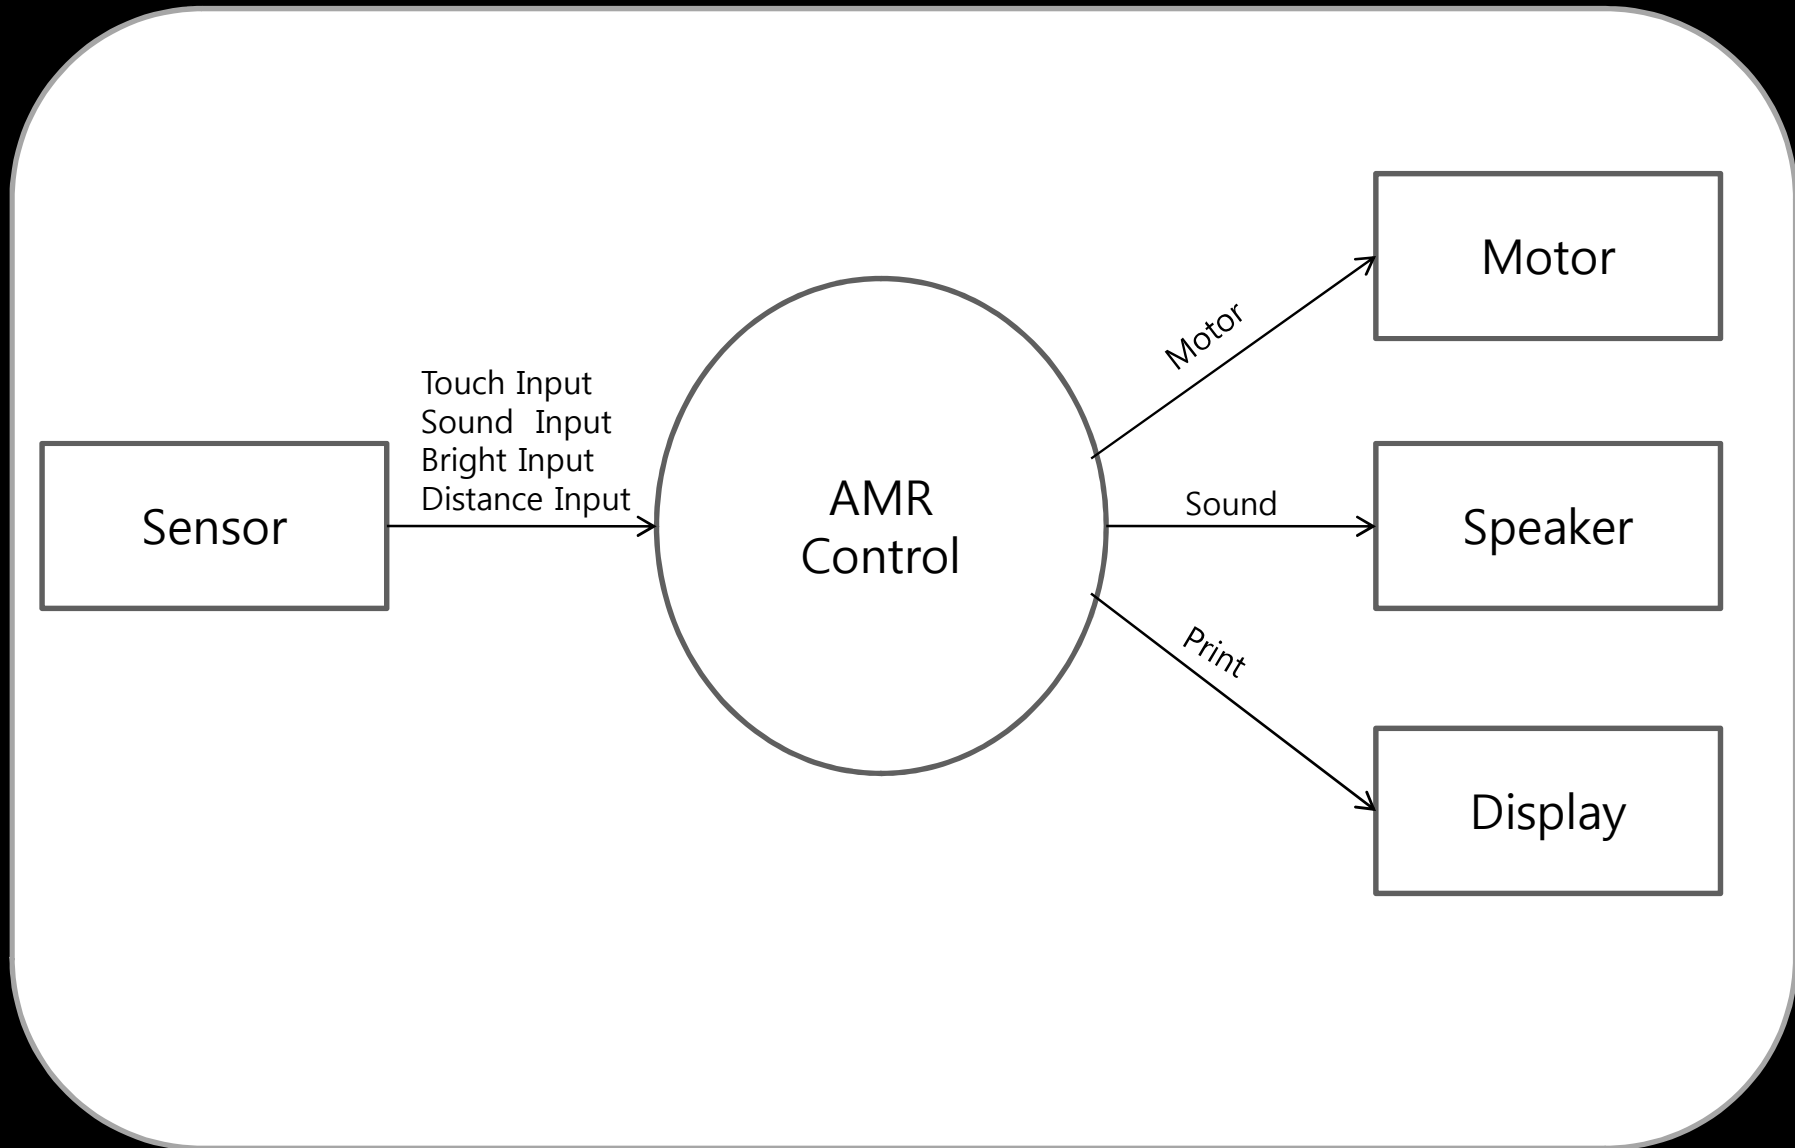 Touch Input
Sound Input
Bright Input
Distance Input
Sensor
AMR
Control
Motor
Sound
Print
Motor
Speaker
Display